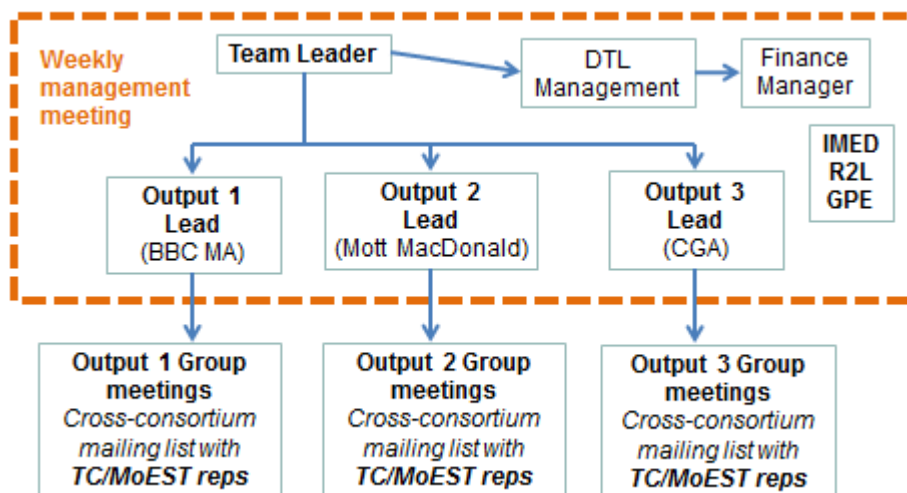 Weekly
management
meeting
Team Leader
DTL
Management
Finance
Manager
IMED
R2L
GPE
Output 1
Lead
(BBC MA)
Output 2
Lead
(Mott MacDonald)
Output 3
Lead
(CGA)
Output 1 Group
meetings
Cross-consortium
mailing list with
TC/MoEST reps
Output 2 Group
meetings
Cross-consortium
mailing list with
TC/MoEST reps
Output 3 Group
meetings
Cross-consortium
mailing list with
TC/MoEST reps